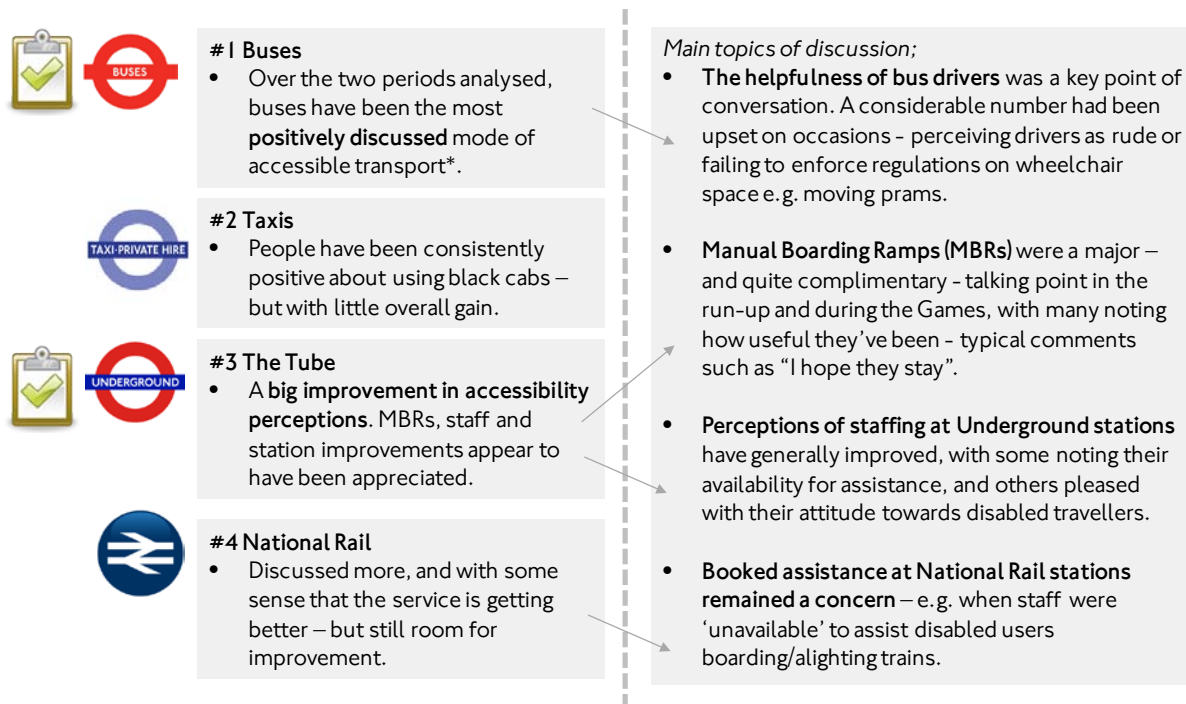 BUSES
#1 Buses
• Over the two periods analysed,
buses have been the most
positively discussed mode of
accessible transport*.
TAXI·PRIVATE HIRE
#2 Taxis
• People have been consistently
positive about using black cabs –
but with little overall gain.
UNDERGROUND
#3 The Tube
• A big improvement in accessibility
perceptions. MBRs, staff and
station improvements appear to
have been appreciated.
#4 National Rail
• Discussed more, and with some
sense that the service is getting
better – but still room for
improvement.
Main topics of discussion;
• The helpfulness of bus drivers was a key point of
conversation. A considerable number had been
upset on occasions - perceiving drivers as rude or
failing to enforce regulations on wheelchair
space e.g. moving prams.
• Manual Boarding Ramps (MBRs) were a major –
and quite complimentary - talking point in the
run-up and during the Games, with many noting
how useful they’ve been - typical comments
such as “I hope they stay”.
• Perceptions of staffing at Underground stations
have generally improved, with some noting their
availability for assistance, and others pleased
with their attitude towards disabled travellers.
• Booked assistance at National Rail stations
remained a concern – e.g. when staff were
‘unavailable’ to assist disabled users
boarding/alighting trains.